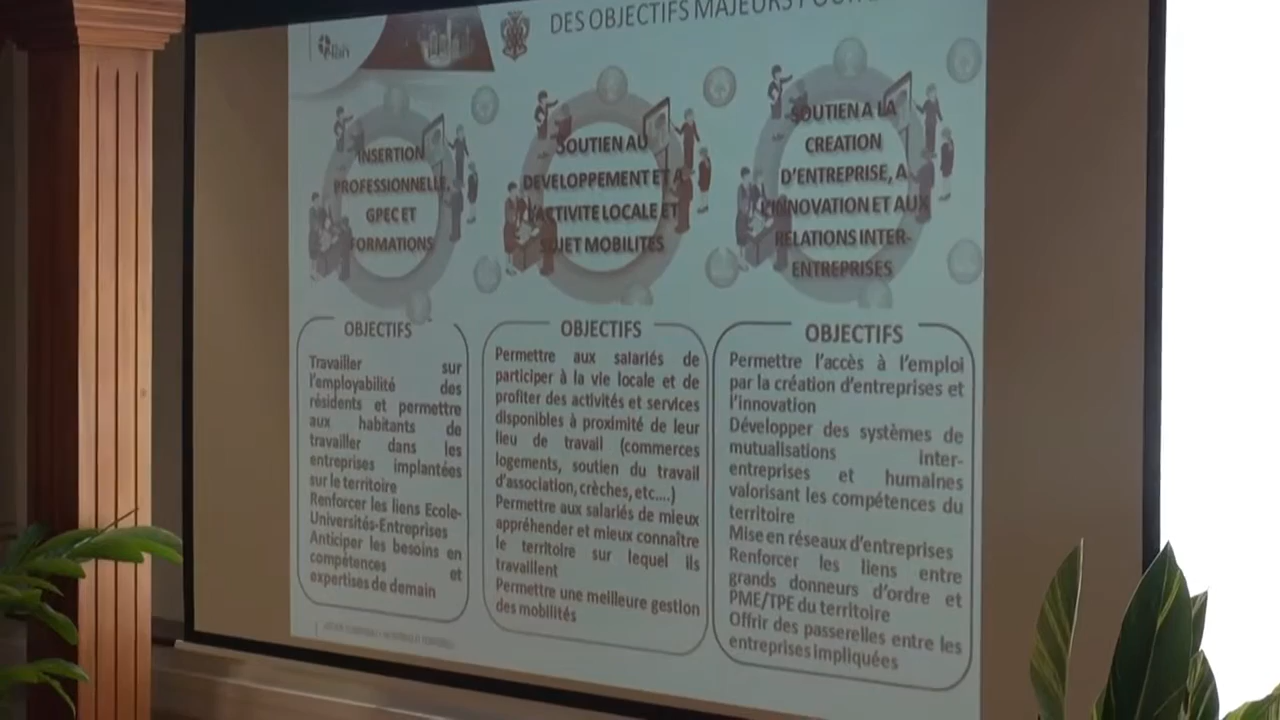 DES OBJECTIFS MAJEURS
INSERTION
PROFESSIONNELLE,
GPEC ET
FORMATIONS
OBJECTIFS
Travailler sur
l'employabilité des
résidents et permettre
aux habitants de
travailler dans les
entreprises implantées
sur le territoire
Renforcer les liens Ecole-
Universités-Entreprises
Anticiper les besoins en
compétences et
expertises de demain
SOUTIEN AU
DEVELOPPEMENT ET A
L'ACTIVITE LOCALE ET
SUJET MOBILITES
OBJECTIFS
Permettre aux salariés de
participer à la vie locale et de
profiter des activités et services
disponibles à proximité de leur
lieu de travail (commerces
logements, soutien du travail
d'association, crèches, etc....)
Permettre aux salariés de mieux
appréhender et mieux connaître
le territoire sur lequel ils
travaillent
Permettre une meilleure gestion
des mobilités
SOUTIEN A LA
CREATION
D'ENTREPRISE, A
L'INNOVATION ET AUX
RELATIONS INTER-
ENTREPRISES
OBJECTIFS
Permettre l'accès à l'emploi
par la création d'entreprises et
l'innovation
Développer des systèmes de
mutualisations inter-
entreprises et humaines
valorisant les compétences du
territoire
Mise en réseaux d'entreprises
Renforcer les liens entre
grands donneurs d'ordre et
PME/TPE du territoire
Offrir des passerelles entre les
entreprises impliquées